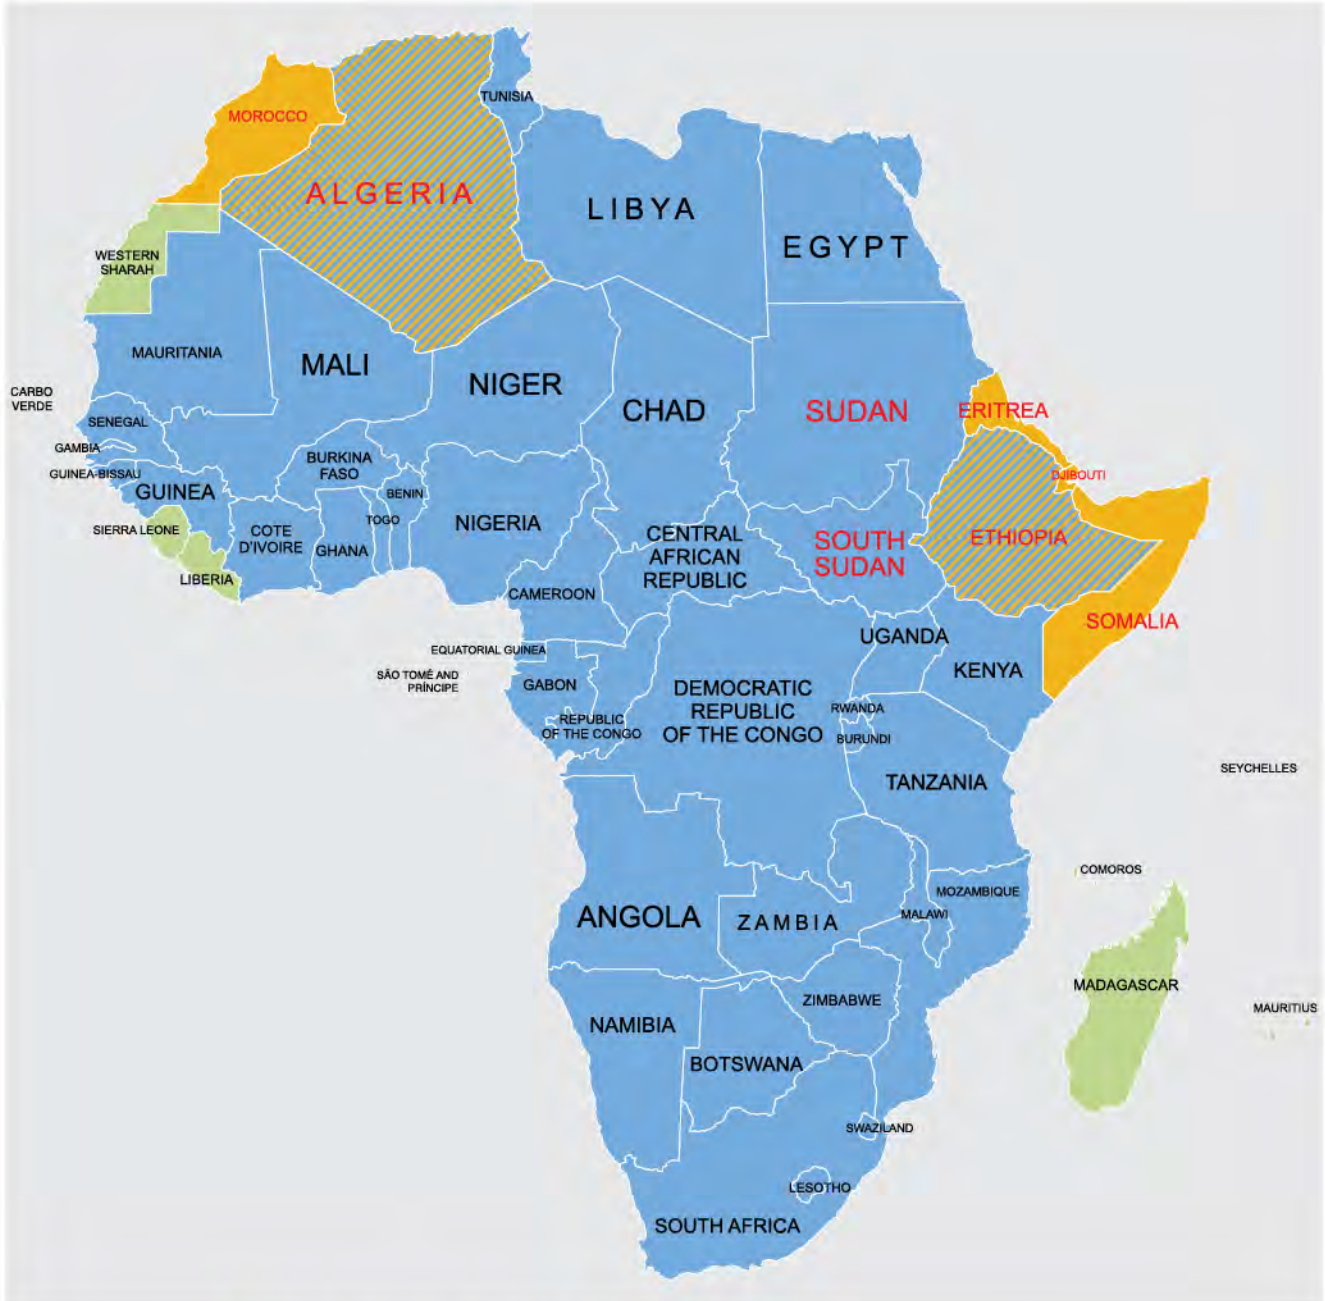 TUNISIA
MOROCCO
ALGERIA
LIBYA
EGYPT
WESTERN
SHARAH
MAURITANIA
MALI
NIGER
CHAD
SUDAN
ERITREA
CARBO
VERDE
SENEGAL
GAMBIA
GUINEA-BISSAU
GUINEA
BURKINA
FASO
BENIN
DJIBOUTI
SIERRA LEONE
COTE
D'IVOIRE
GHANA
TOGO
NIGERIA
CENTRAL
AFRICAN
REPUBLIC
SOUTH
SUDAN
ETHIOPIA
LIBERIA
CAMEROON
SOMALIA
EQUATORIAL GUINEA
UGANDA
KENYA
SÃO TOMÉ AND
PRÍNCIPE
GABON
DEMOCRATIC
REPUBLIC
OF THE CONGO
REPUBLIC
OF THE CONGO
RWANDA
BURUNDI
TANZANIA
SEYCHELLES
COMOROS
ANGOLA
ZAMBIA
MALAWI
MOZAMBIQUE
MADAGASCAR
MAURITIUS
NAMIBIA
ZIMBABWE
BOTSWANA
SWAZILAND
LESOTHO
SOUTH AFRICA